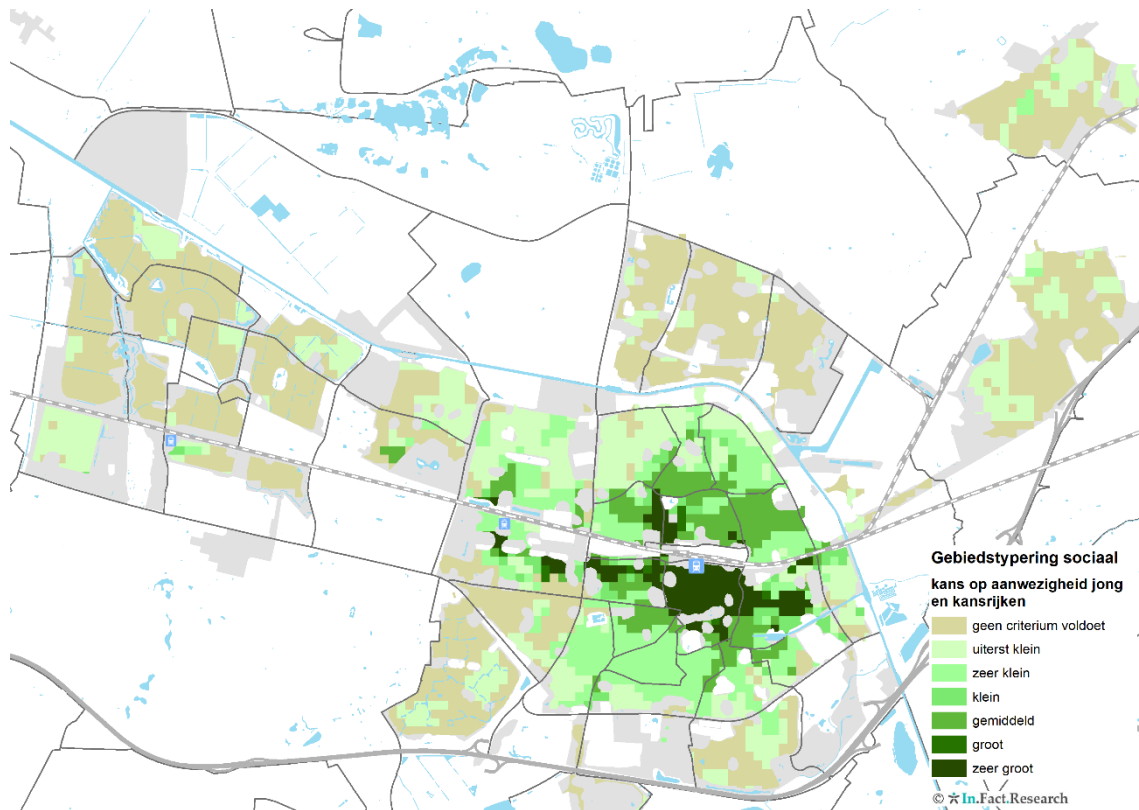 Gebiedstypering sociaal
kans op aanwezigheid jong
en kansrijken
geen criterium voldoet
uiterst klein
zeer klein
klein
gemiddeld
groot
zeer groot
© In.Fact.Research